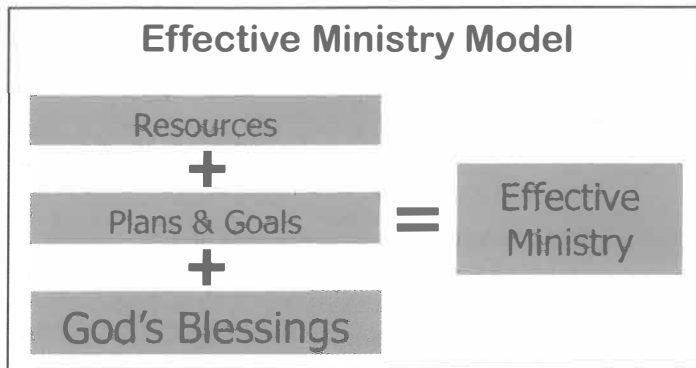 Effective Ministry Model
Resources
+
Plans & Goals
+
God's Blessings
=
Effective
Ministry